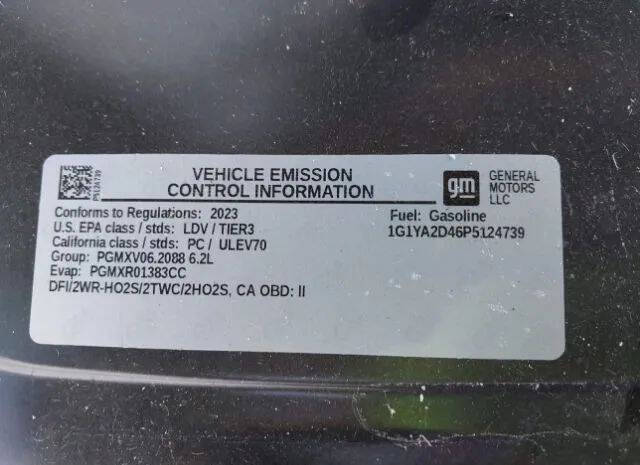 P5124739
VEHICLE EMISSION
CONTROL INFORMATION
gm
GENERAL
MOTORS
LLC
Conforms to Regulations: 2023
U.S. EPA class / stds: LDV / TIER3
California class / stds: PC / ULEV70
Group: PGMXV06.2088 6.2L
Evap: PGMXR01383CC
DFI/2WR-HO2S/2TWC/2HO2S, CA OBD: II
Fuel: Gasoline
1G1YA2D46P5124739